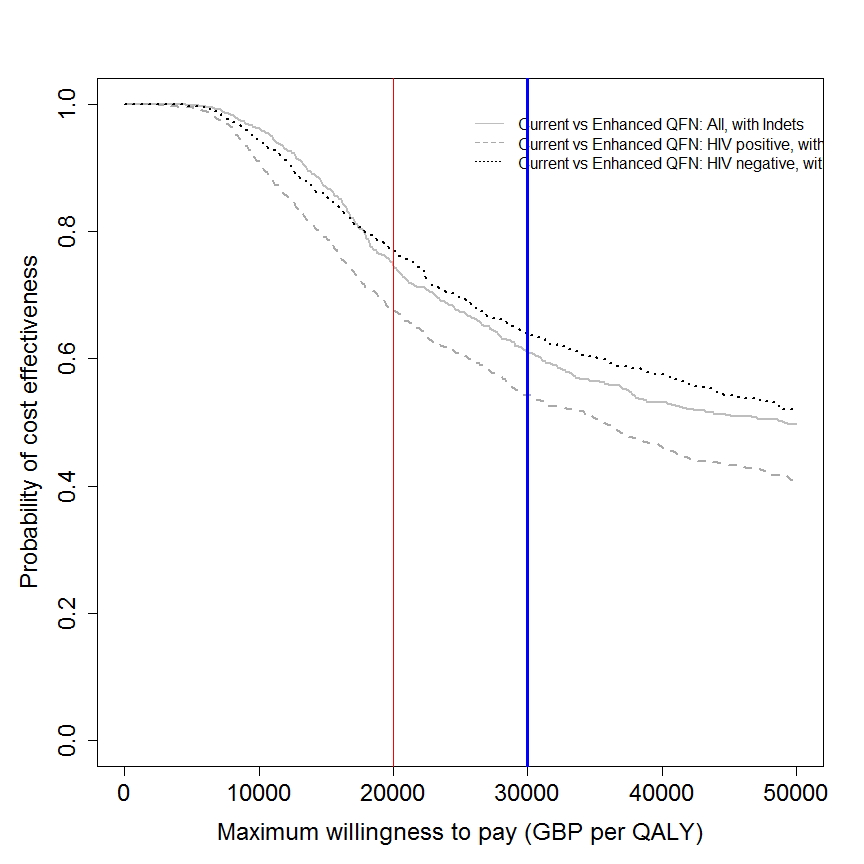 Current vs Enhanced QFN: All, with Indets
Current vs Enhanced QFN: HIV positive, with
Current vs Enhanced QFN: HIV negative, wit
Probability of cost effectiveness
1.0
0.8
0.6
0.4
0.2
0.0
0 10000 20000 30000 40000 50000
Maximum willingness to pay (GBP per QALY)